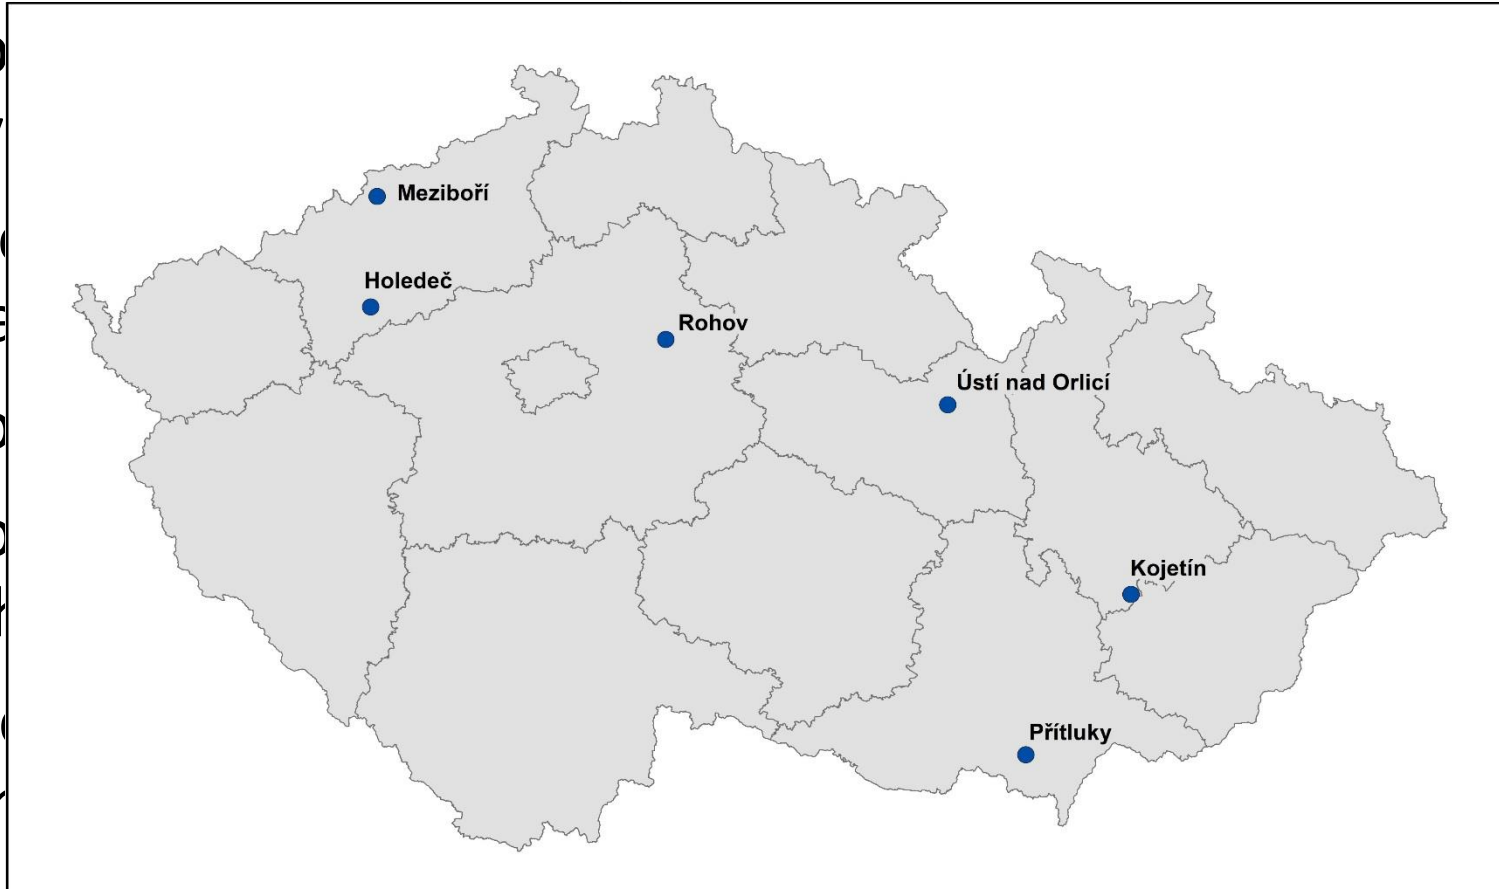 Meziboří
Holedeč
Rohov
Ústí nad Orlicí
Kojetín
Přítluky